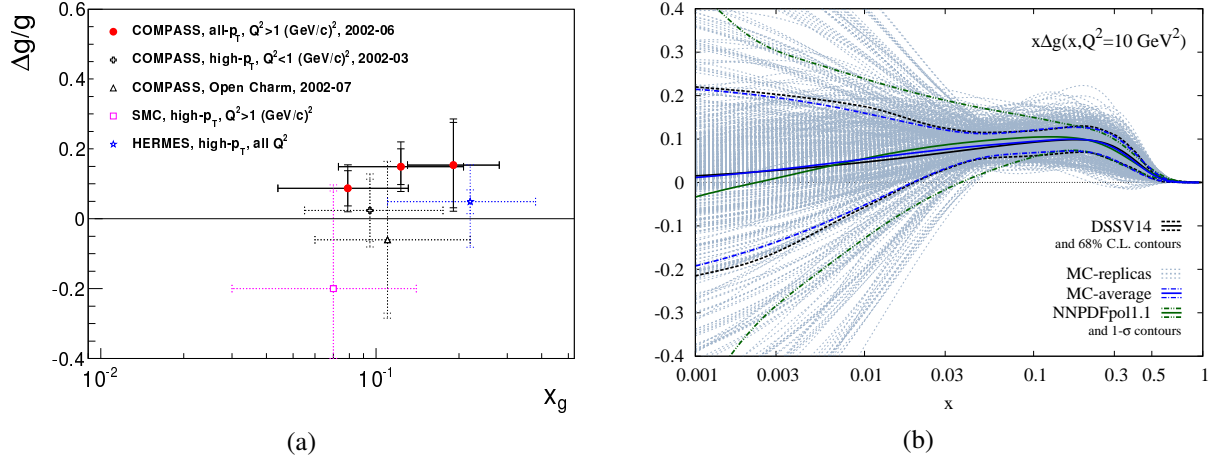 Δg/g
0.6
0.4
0.2
0
-0.2
-0.4
COMPASS, all-p_T, Q²>1 (GeV/c)², 2002-06
COMPASS, high-p_T, Q²<1 (GeV/c)², 2002-03
COMPASS, Open Charm, 2002-07
SMC, high-p_T, Q²>1 (GeV/c)²
HERMES, high-p_T, all Q²
10⁻² 10⁻¹
x_g
(a)
0.4
0.3
0.2
0.1
0
-0.1
-0.2
-0.3
-0.4
xΔg(x,Q²=10 GeV²)
DSSV14
and 68% C.L. contours
MC-replicas
MC-average
NNPDFpol1.1
and 1-σ contours
0.001 0.003 0.01 0.03 0.1 0.3 0.5 1
x
(b)